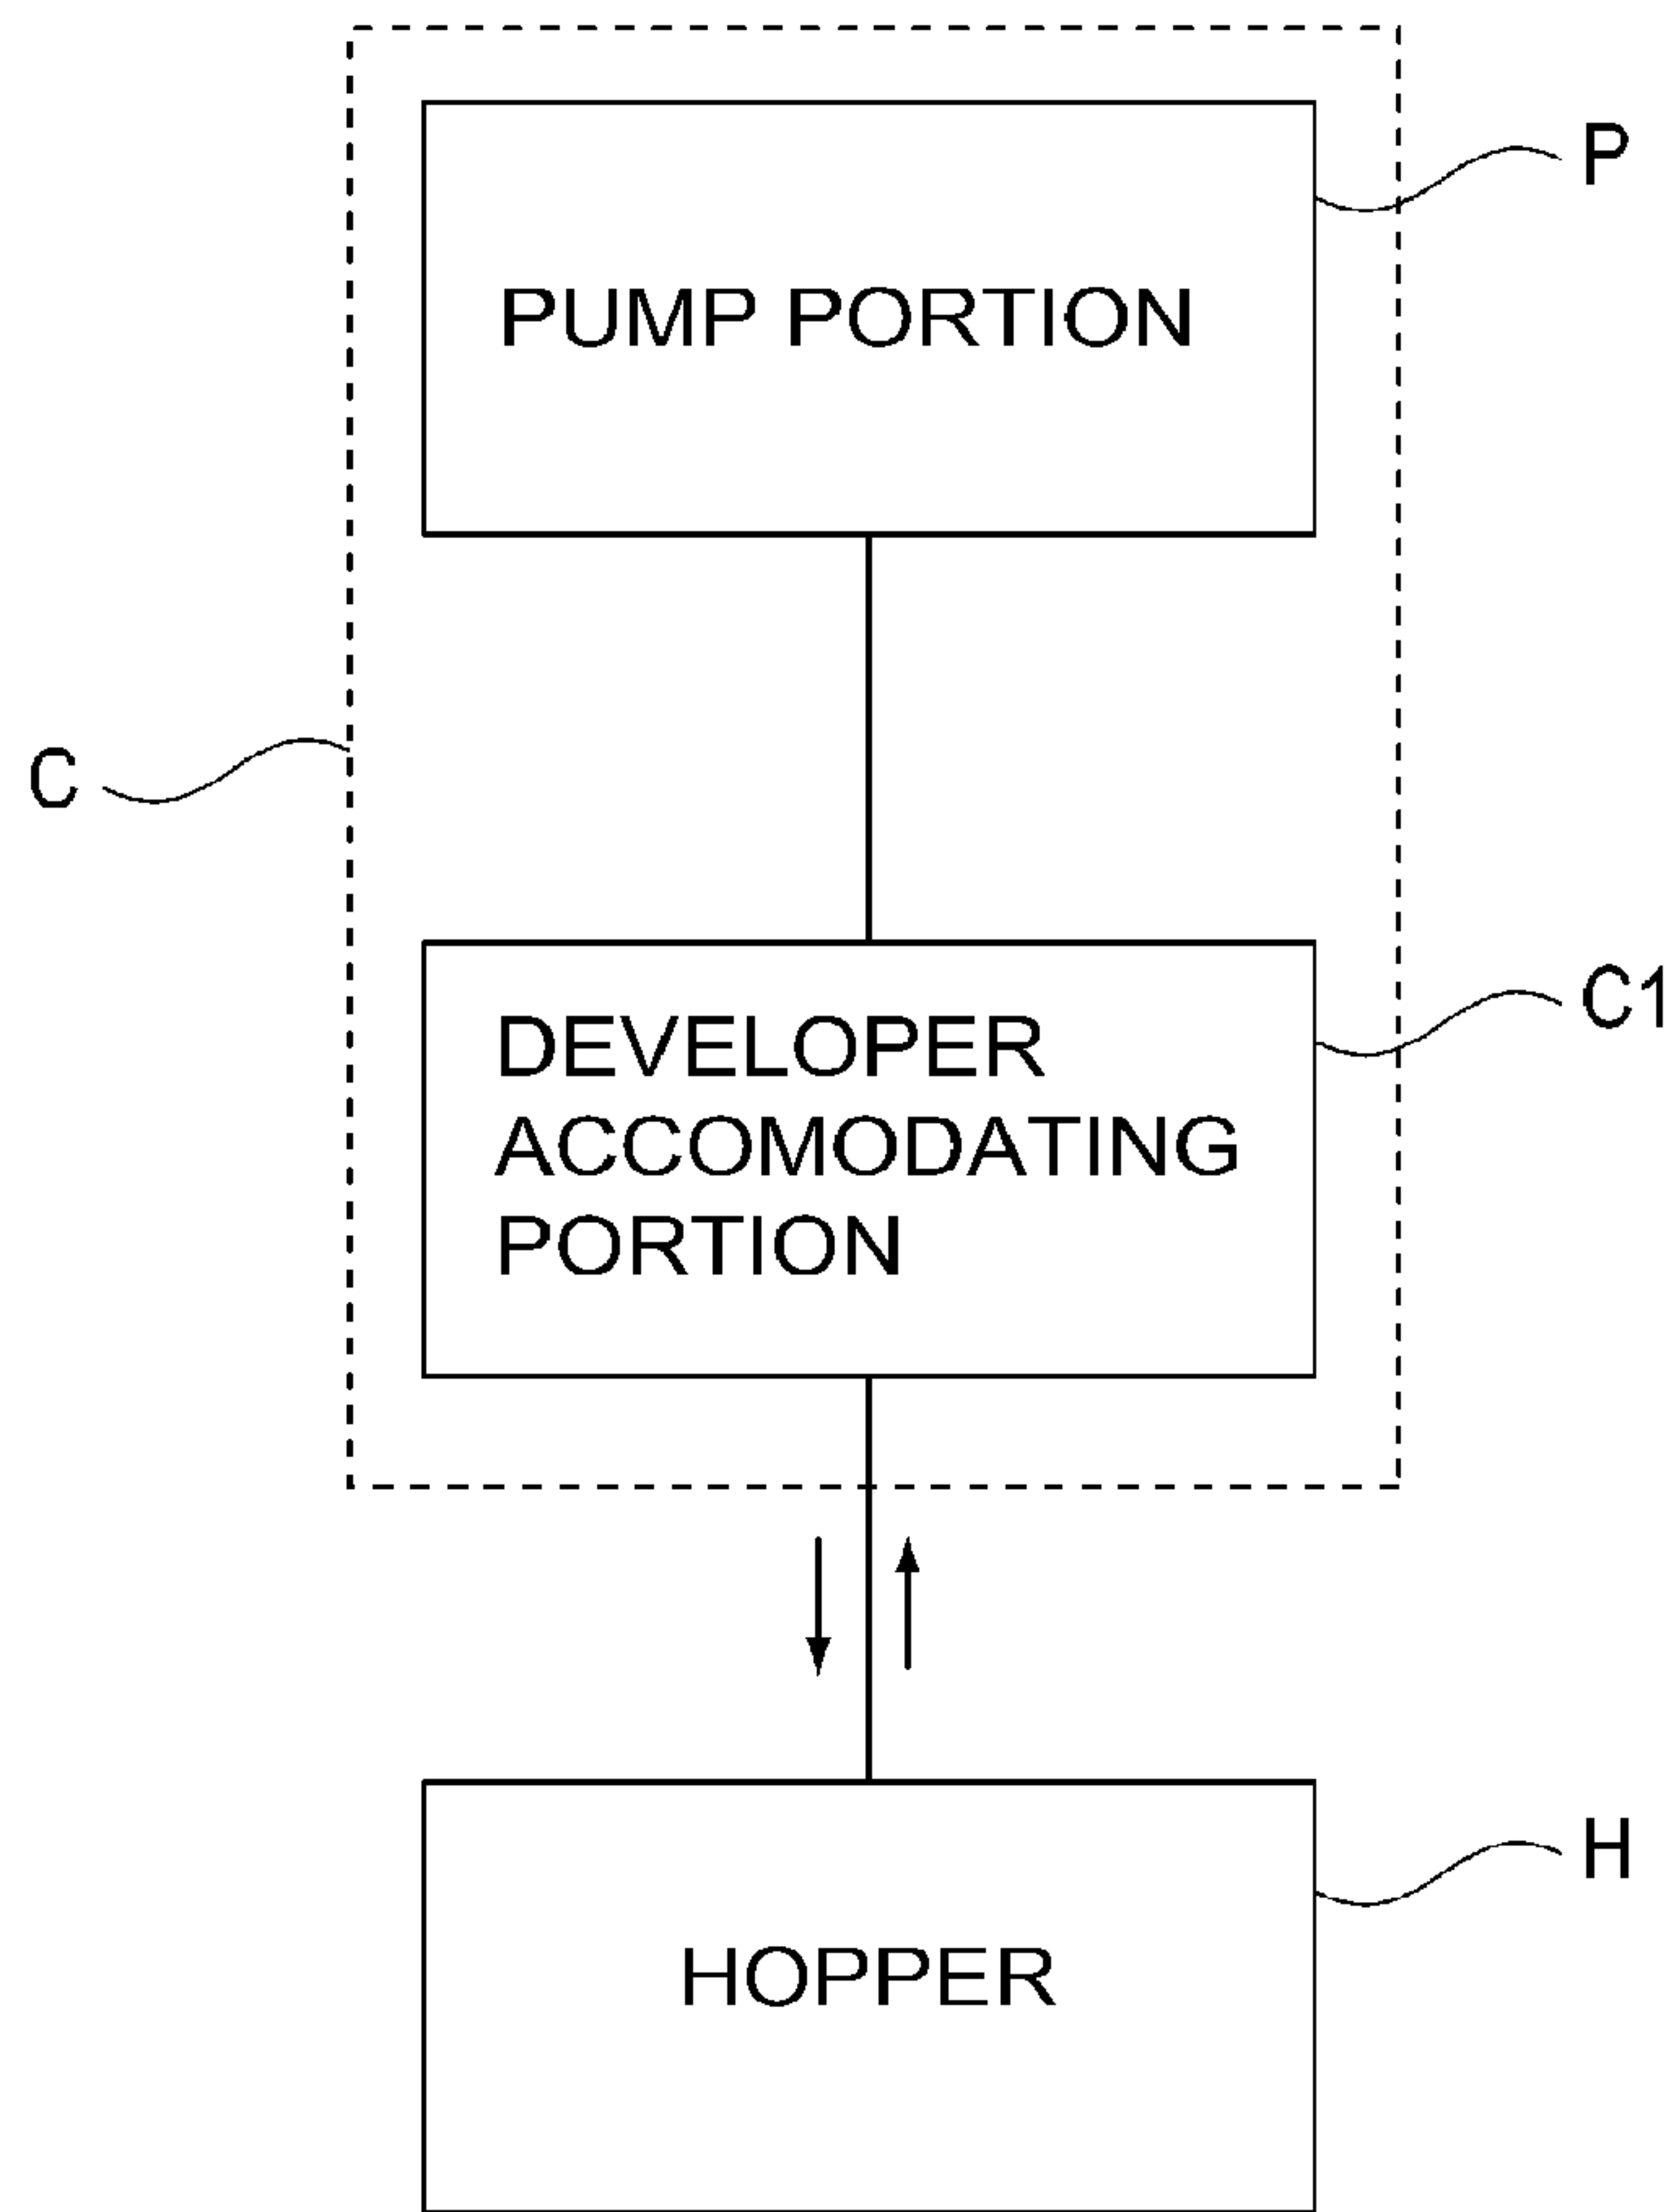 P
PUMP PORTION
C
C1
DEVELOPER
ACCOMODATING
PORTION
H
HOPPER